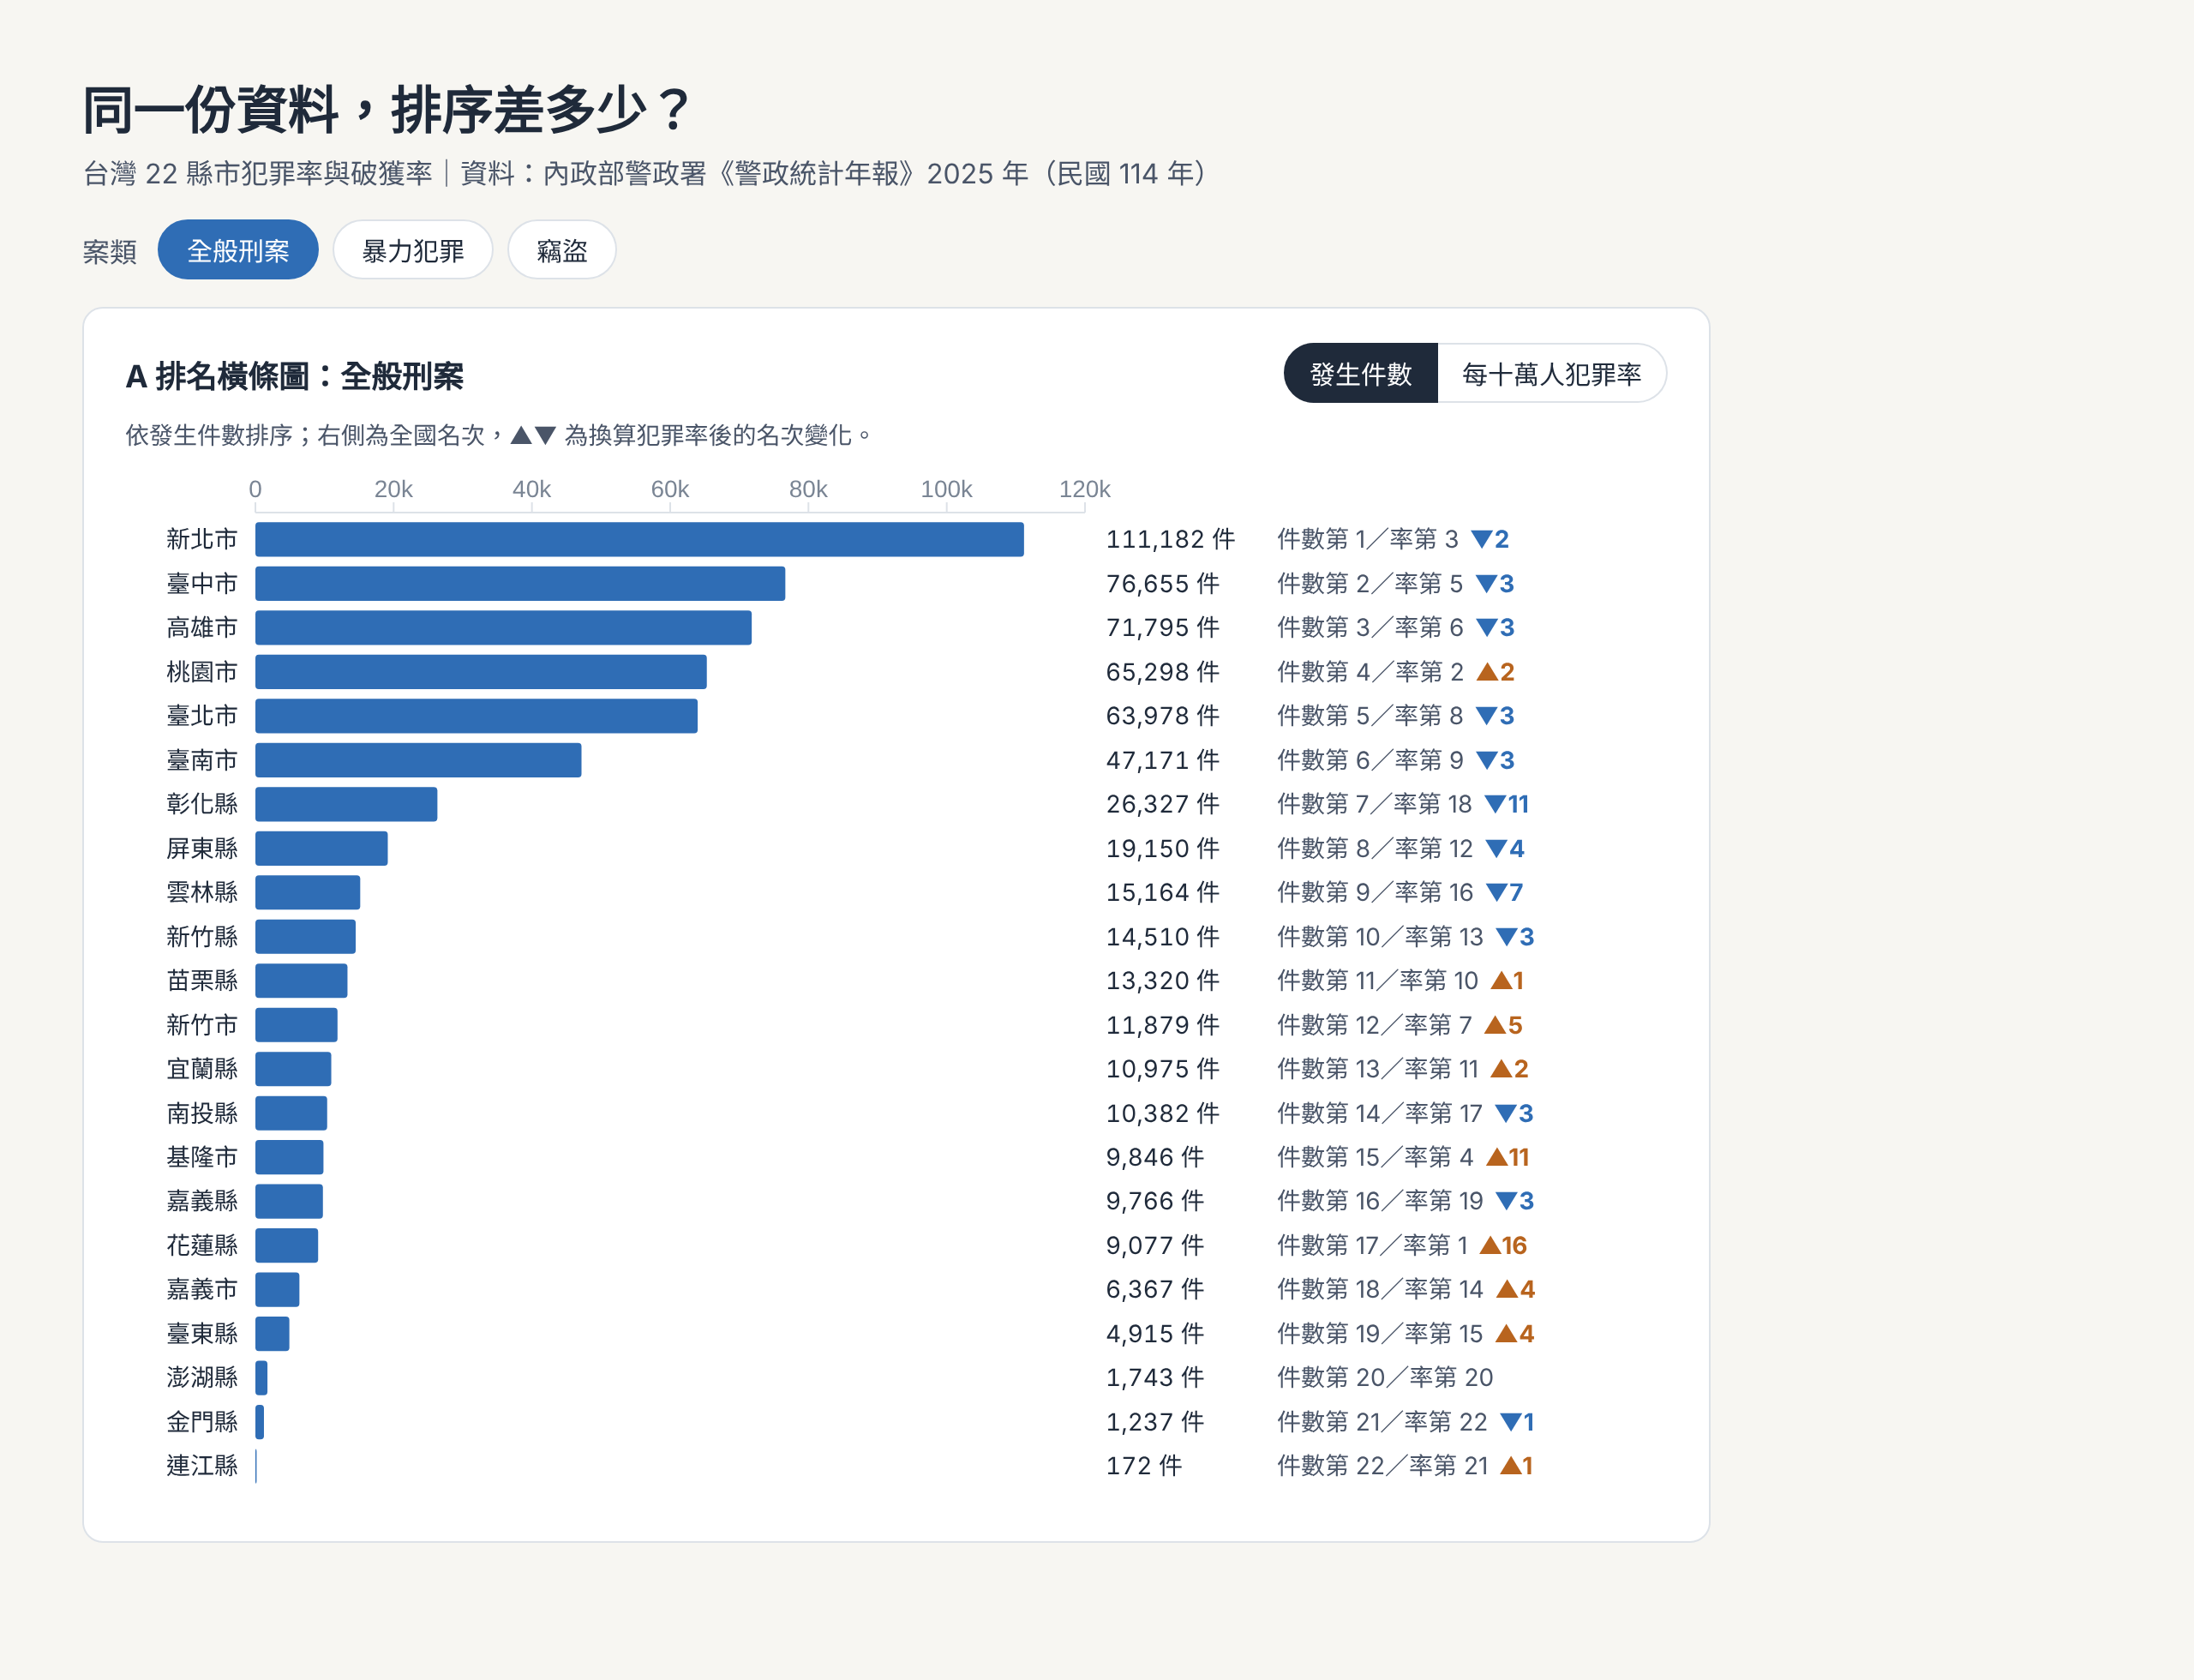 同一份資料，排序差多少？
台灣 22 縣市犯罪率與破獲率｜資料：內政部警政署《警政統計年報》2025 年（民國 114 年）
案類 全般刑案 暴力犯罪 竊盜
A 排名橫條圖：全般刑案 發生件數 每十萬人犯罪率
依發生件數排序；右側為全國名次，▲▼ 為換算犯罪率後的名次變化。
0 20k 40k 60k 80k 100k 120k
新北市 111,182 件 件數第 1／率第 3 ▼2
臺中市 76,655 件 件數第 2／率第 5 ▼3
高雄市 71,795 件 件數第 3／率第 6 ▼3
桃園市 65,298 件 件數第 4／率第 2 ▲2
臺北市 63,978 件 件數第 5／率第 8 ▼3
臺南市 47,171 件 件數第 6／率第 9 ▼3
彰化縣 26,327 件 件數第 7／率第 18 ▼11
屏東縣 19,150 件 件數第 8／率第 12 ▼4
雲林縣 15,164 件 件數第 9／率第 16 ▼7
新竹縣 14,510 件 件數第 10／率第 13 ▼3
苗栗縣 13,320 件 件數第 11／率第 10 ▲1
新竹市 11,879 件 件數第 12／率第 7 ▲5
宜蘭縣 10,975 件 件數第 13／率第 11 ▲2
南投縣 10,382 件 件數第 14／率第 17 ▼3
基隆市 9,846 件 件數第 15／率第 4 ▲11
嘉義縣 9,766 件 件數第 16／率第 19 ▼3
花蓮縣 9,077 件 件數第 17／率第 1 ▲16
嘉義市 6,367 件 件數第 18／率第 14 ▲4
臺東縣 4,915 件 件數第 19／率第 15 ▲4
澎湖縣 1,743 件 件數第 20／率第 20
金門縣 1,237 件 件數第 21／率第 22 ▼1
連江縣 172 件 件數第 22／率第 21 ▲1